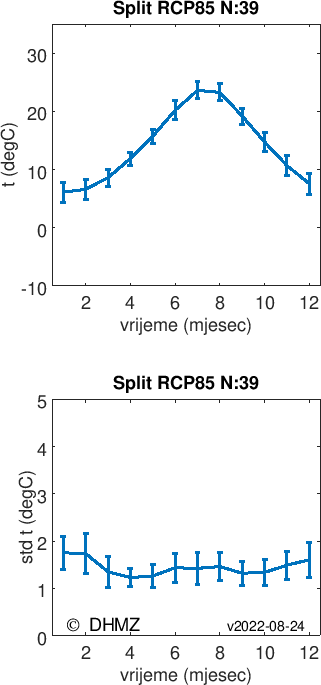 Split RCP85 N:39
30
20
10
0
-10
t (degC)
2 4 6 8 10 12
vrijeme (mjesec)
Split RCP85 N:39
5
4
3
2
1
0
std t (degC)
© DHMZ v2022-08-24
2 4 6 8 10 12
vrijeme (mjesec)